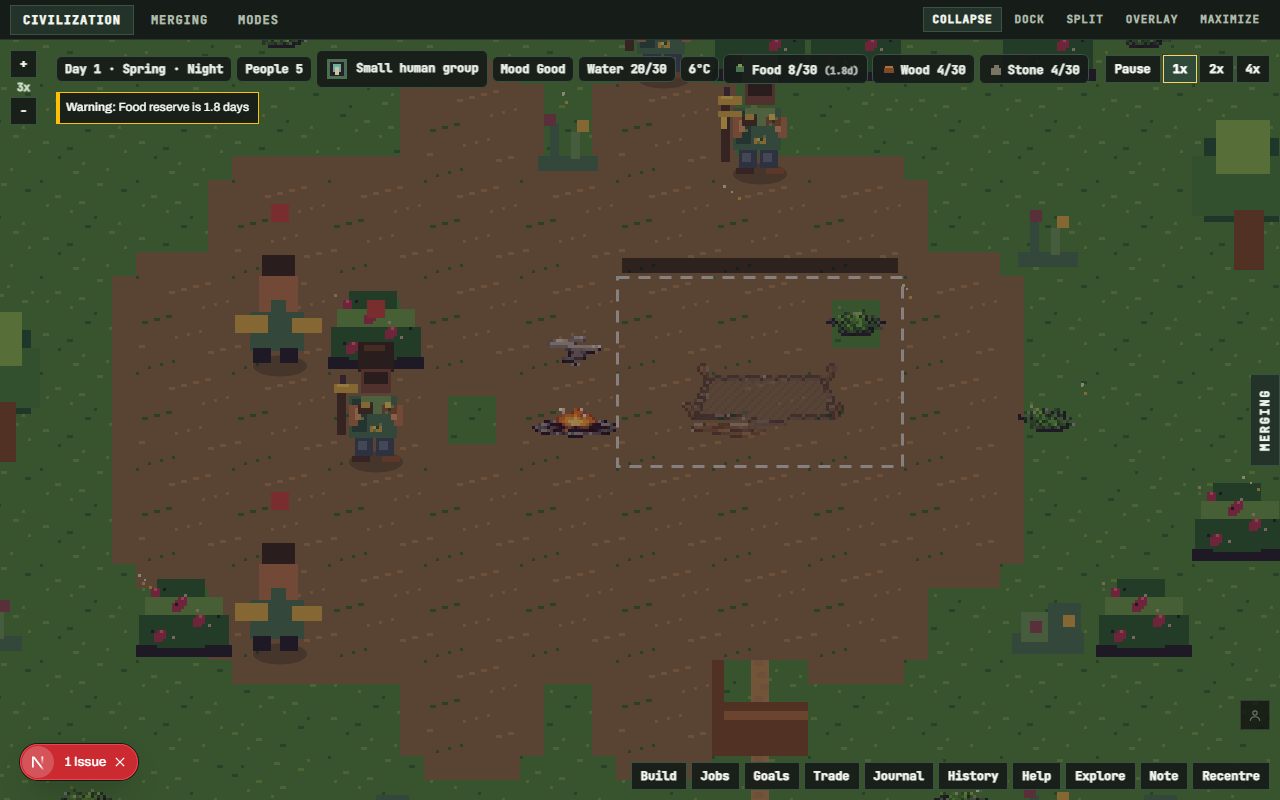 CIVILIZATION MERGING MODES COLLAPSE DOCK SPLIT OVERLAY MAXIMIZE
+ Day 1 · Spring · Night People 5 Small human group Mood Good Water 20/30 6°C Food 8/30 (1.8d) Wood 4/30 Stone 4/30 Pause 1x 2x 4x
3x
-
Warning: Food reserve is 1.8 days
MERGING
N 1 Issue
Build Jobs Goals Trade Journal History Help Explore Note Recentre